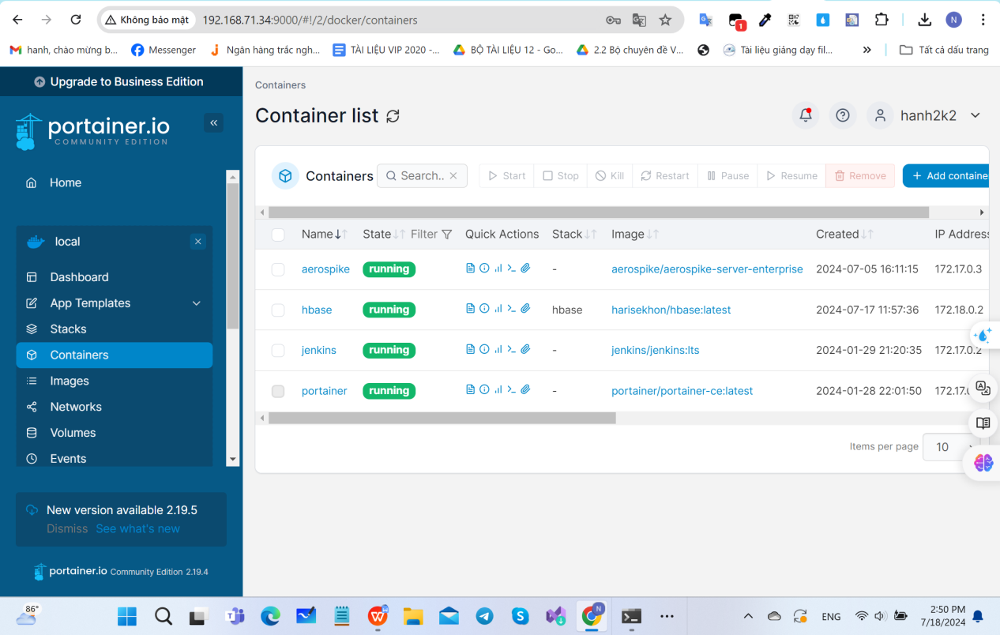 Không bảo mật 192.168.71.34:9000/#!/2/docker/containers 1 N
hanh, chào mừng b... Messenger Ngân hàng trắc ngh... TÀI LIỆU VIP 2020 -... BỘ TÀI LIỆU 12 - Go... 2.2 Bộ chuyên đề V... Tài liệu giảng dạy fil... » Tất cả dấu trang
Upgrade to Business Edition
portainer.io
COMMUNITY EDITION
«
Home
local
Dashboard
App Templates
Stacks
Containers
Images
Networks
Volumes
Events
New version available 2.19.5
Dismiss See what's new
portainer.io Community Edition 2.19.4
Containers
Container list
hanh2k2
Containers Search.. Start Stop Kill Restart Pause Resume Remove + Add containe
Name State Filter Quick Actions Stack Image Created IP Address
aerospike running - aerospike/aerospike-server-enterprise 2024-07-05 16:11:15 172.17.0.3
hbase running hbase harisekhon/hbase:latest 2024-07-17 11:57:36 172.18.0.2
jenkins running - jenkins/jenkins:lts 2024-01-29 21:20:35 172.17.0.2
portainer running - portainer/portainer-ce:latest 2024-01-28 22:01:50 172.17.
Items per page 10
86°
N
ENG
2:50 PM
7/18/2024